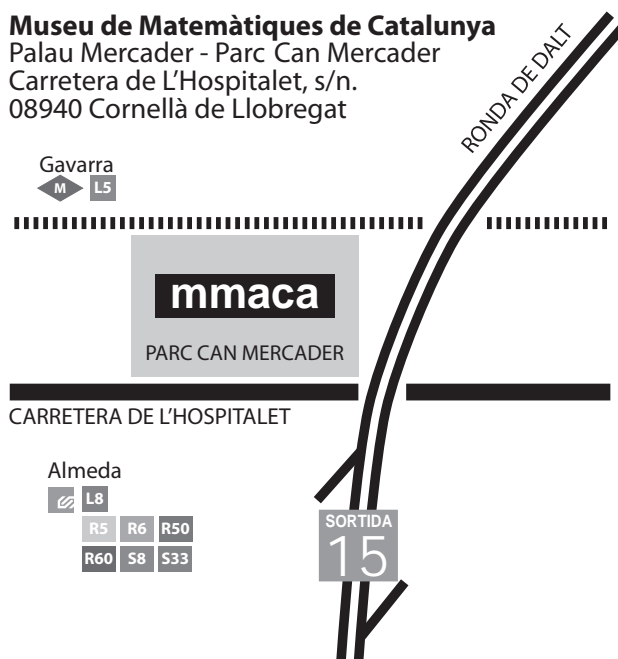 Museu de Matemàtiques de Catalunya
Palau Mercader - Parc Can Mercader
Carretera de L'Hospitalet, s/n.
08940 Cornellà de Llobregat
RONDA DE DALT
Gavarra
M L5
mmaca
PARC CAN MERCADER
CARRETERA DE L'HOSPITALET
Almeda
L8
R5 R6 R50
R60 S8 S33
SORTIDA
15